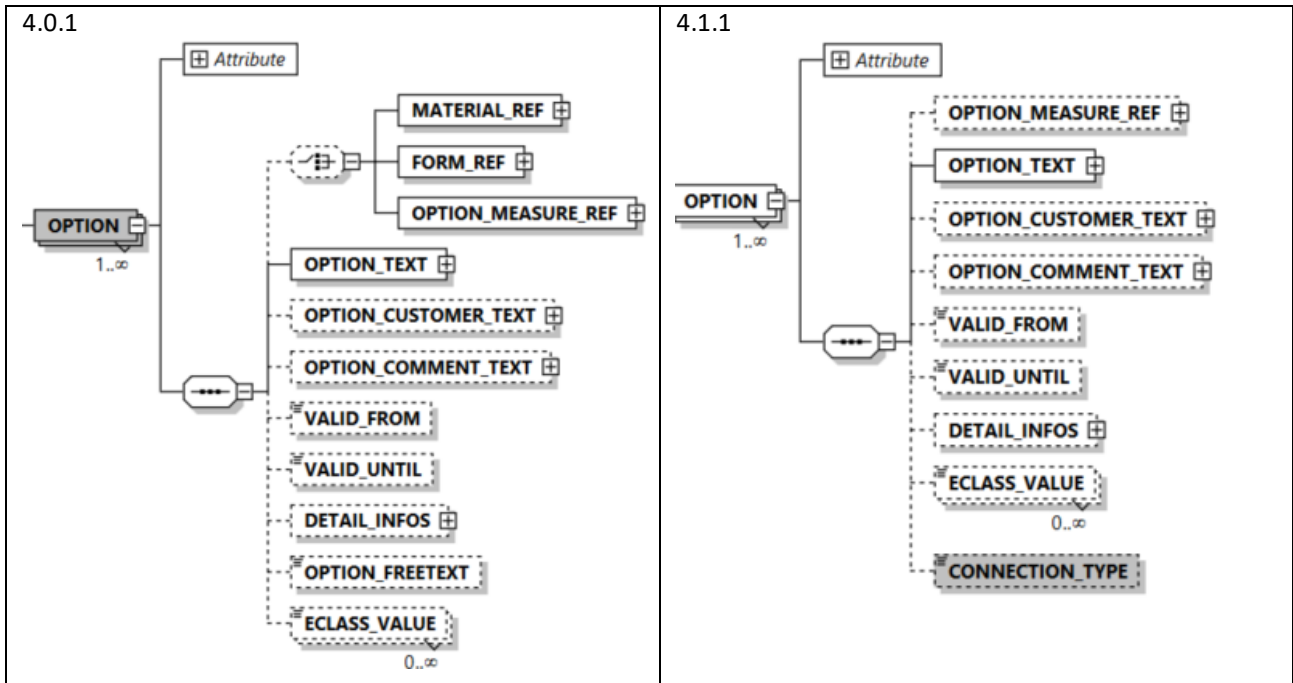 4.0.1
Attribute
MATERIAL_REF
FORM_REF
OPTION_MEASURE_REF
OPTION
1..∞
OPTION_TEXT
OPTION_CUSTOMER_TEXT
OPTION_COMMENT_TEXT
VALID_FROM
VALID_UNTIL
DETAIL_INFOS
OPTION_FREETEXT
ECLASS_VALUE
0..∞
4.1.1
Attribute
OPTION_MEASURE_REF
OPTION_TEXT
OPTION
1..∞
OPTION_CUSTOMER_TEXT
OPTION_COMMENT_TEXT
VALID_FROM
VALID_UNTIL
DETAIL_INFOS
ECLASS_VALUE
0..∞
CONNECTION_TYPE